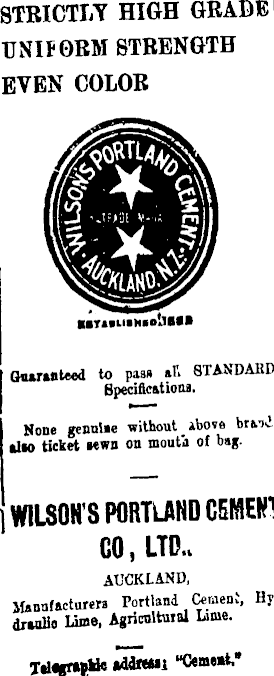 STRICTLY HIGH GRADE
UNIFORM STRENGTH
EVEN COLOR
WILSON'S PORTLAND CEMENT
TRADE MARK
AUCKLAND, N.Z.
ESTABLISHED
Guaranteed to pass all STANDARD
Specifications.
None genuine without above brand
also ticket sewn on mouth of bag.
WILSON'S PORTLAND CEMENT
CO, LTD.,
AUCKLAND,
Manufacturers Portland Cement, Hy
draulic Lime, Agricultural Lime.
Telegraphic address: "Cement."